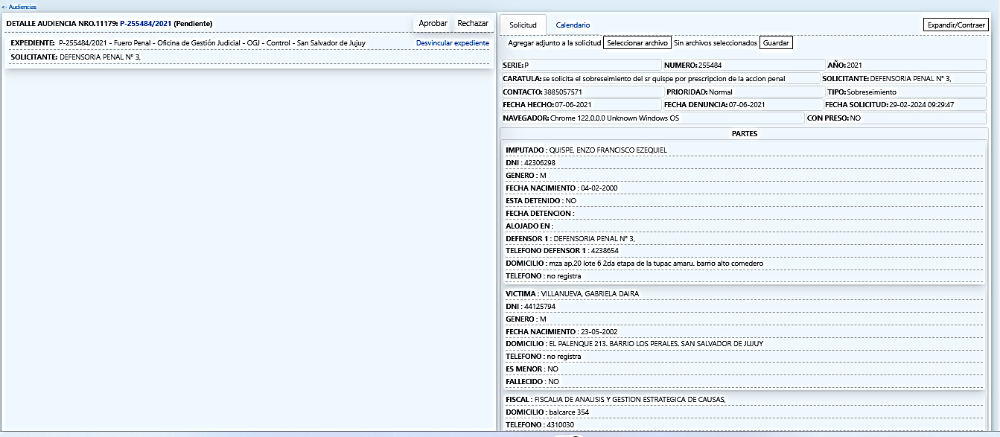 <- Audiencias
DETALLE AUDIENCIA NRO.11179: P-255484/2021 (Pendiente)
Aprobar
Rechazar
EXPEDIENTE: P-255484/2021 - Fuero Penal - Oficina de Gestión Judicial - OGJ - Control - San Salvador de Jujuy
Desvincular expediente
SOLICITANTE: DEFENSORIA PENAL N° 3,
Solicitud
Calendario
Expandir/Contraer
Agregar adjunto a la solicitud Seleccionar archivo Sin archivos seleccionados Guardar
SERIE: P
NUMERO: 255484
AÑO: 2021
CARATULA: se solicita el sobreseimiento del sr quispe por prescripcion de la accion penal
SOLICITANTE: DEFENSORIA PENAL N° 3,
CONTACTO: 3885057571
PRIORIDAD: Normal
TIPO: Sobreseimiento
FECHA HECHO: 07-06-2021
FECHA DENUNCIA: 07-06-2021
FECHA SOLICITUD: 29-02-2024 09:29:47
NAVEGADOR: Chrome 122.0.0.0 Unknown Windows OS
CON PRESO: NO
PARTES
IMPUTADO : QUISPE, ENZO FRANCISCO EZEQUIEL
DNI : 42306298
GENERO : M
FECHA NACIMIENTO : 04-02-2000
ESTA DETENIDO : NO
FECHA DETENCION :
ALOJADO EN :
DEFENSOR 1 : DEFENSORIA PENAL N° 3,
TELEFONO DEFENSOR 1 : 4238654
DOMICILIO : mza ap.20 lote 6 2da etapa de la tupac amaru. barrio alto comedero
TELEFONO : no registra
VICTIMA : VILLANUEVA, GABRIELA DAIRA
DNI : 44125794
GENERO : M
FECHA NACIMIENTO : 23-05-2002
DOMICILIO : EL PALENQUE 213. BARRIO LOS PERALES. SAN SALVADOR DE JUJUY
TELEFONO : no registra
ES MENOR : NO
FALLECIDO : NO
FISCAL : FISCALIA DE ANALISIS Y GESTION ESTRATEGICA DE CAUSAS,
DOMICILIO : balcarce 354
TELEFONO : 4310030